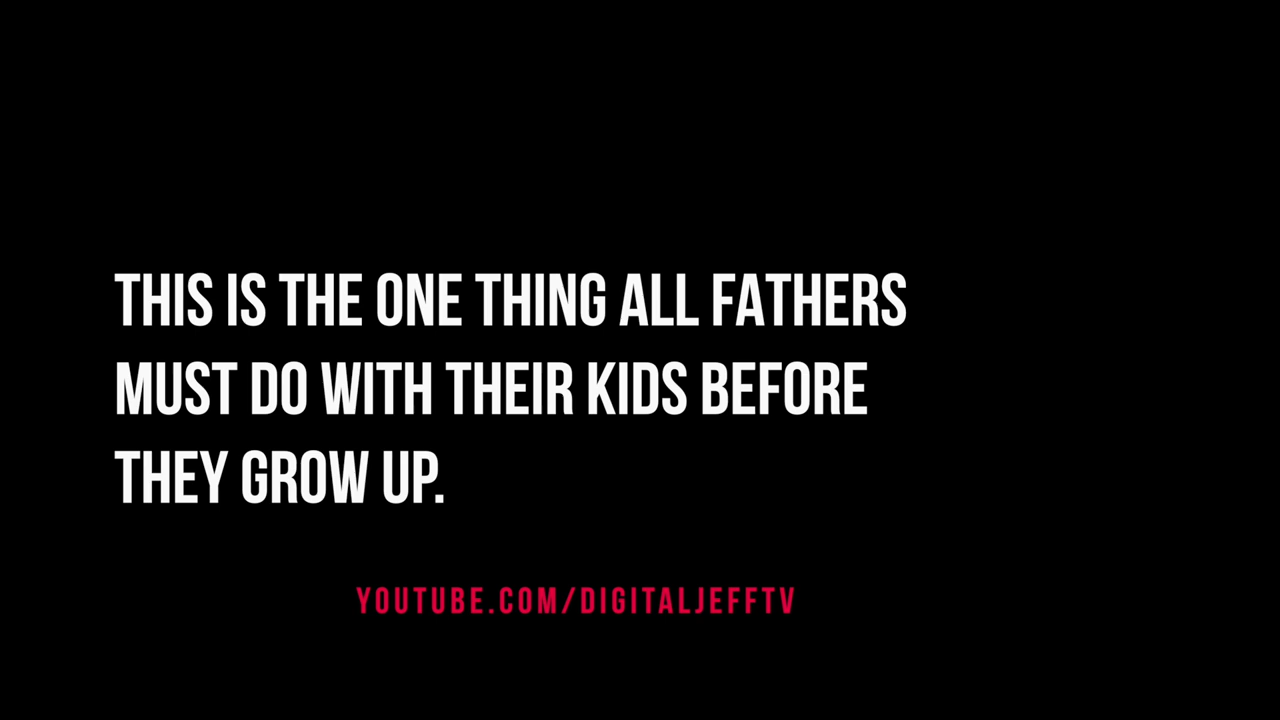 THIS IS THE ONE THING ALL FATHERS
MUST DO WITH THEIR KIDS BEFORE
THEY GROW UP.
YOUTUBE.COM/DIGITALJEFFTV